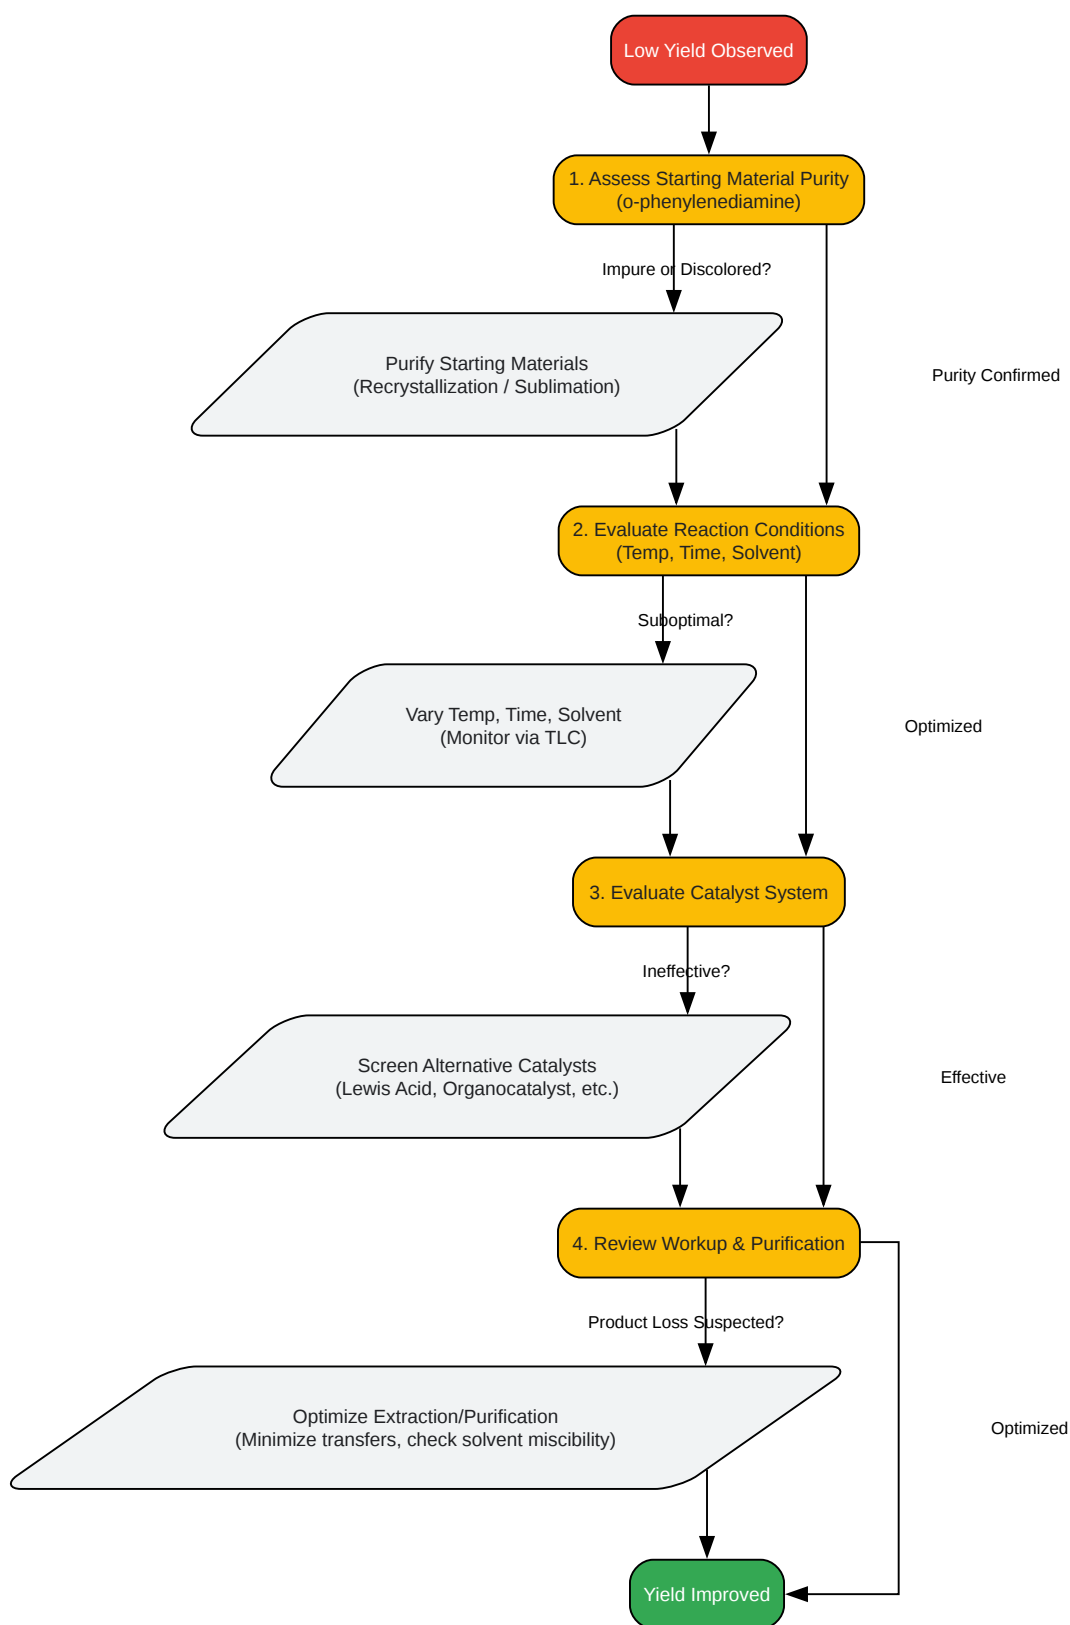 Low Yield Observed
1. Assess Starting Material Purity
(o-phenylenediamine)
Impure or Discolored?
Purify Starting Materials
(Recrystallization / Sublimation)
Purity Confirmed
2. Evaluate Reaction Conditions
(Temp, Time, Solvent)
Suboptimal?
Vary Temp, Time, Solvent
(Monitor via TLC)
Optimized
3. Evaluate Catalyst System
Ineffective?
Screen Alternative Catalysts
(Lewis Acid, Organocatalyst, etc.)
Effective
4. Review Workup & Purification
Product Loss Suspected?
Optimize Extraction/Purification
(Minimize transfers, check solvent miscibility)
Optimized
Yield Improved